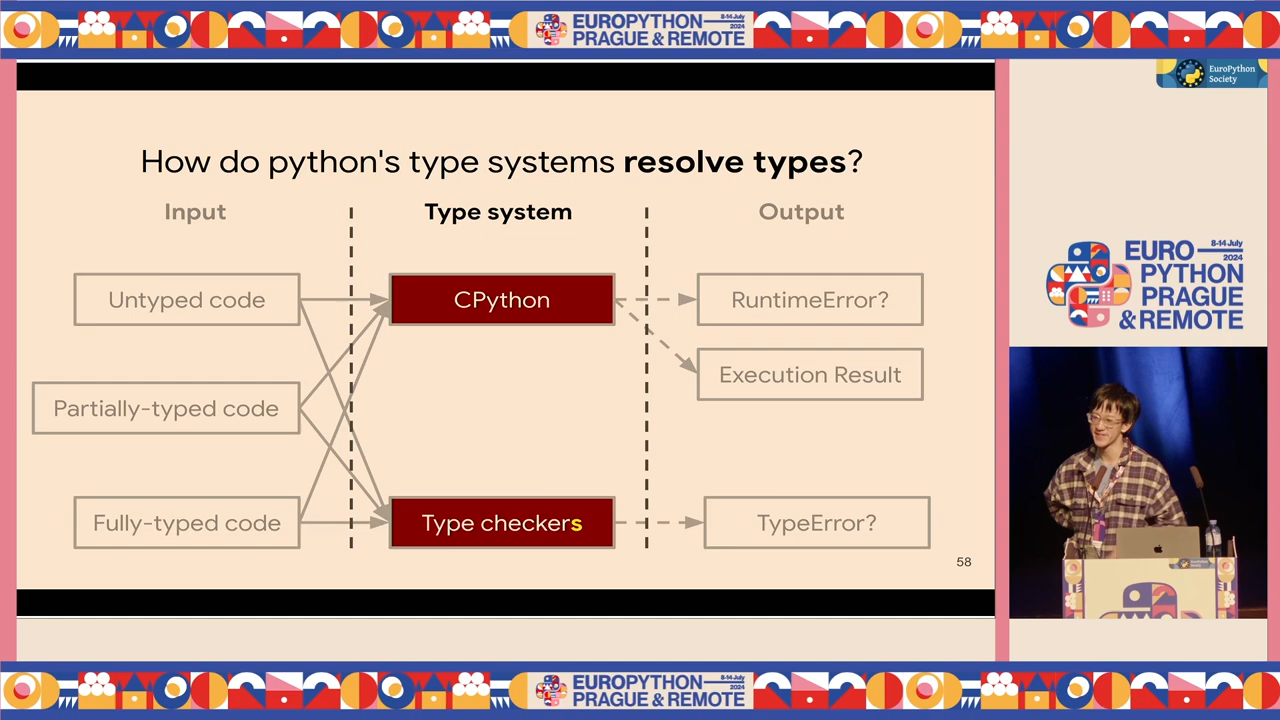 EUROPYTHON
8-14 July
2024
PRAGUE & REMOTE
EuroPython
Society
How do python's type systems resolve types?
Input
Type system
Output
Untyped code
CPython
RuntimeError?
Execution Result
Partially-typed code
Fully-typed code
Type checkers
TypeError?
58
EURO
8-14 July
2024
PYTHON
PRAGUE
& REMOTE
EUROPYTHON
8-14 July
2024
PRAGUE & REMOTE